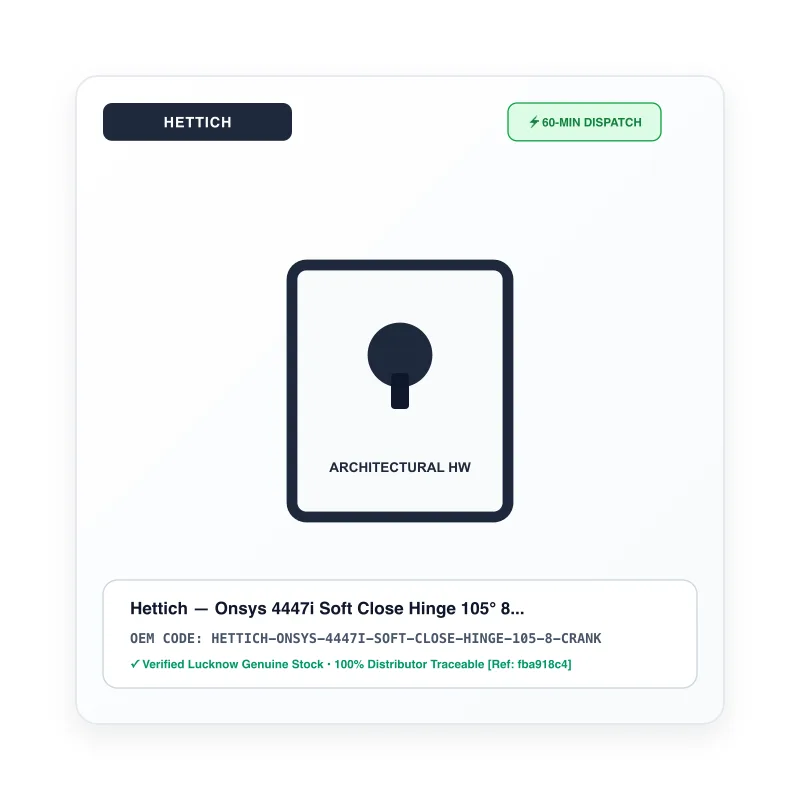 HETTICH
⚡60-MIN DISPATCH
ARCHITECTURAL HW
Hettich — Onsys 4447i Soft Close Hinge 105° 8...
OEM CODE: HETTICH-ONSYS-4447I-SOFT-CLOSE-HINGE-105-8-CRANK
✓ Verified Lucknow Genuine Stock · 100% Distributor Traceable [Ref: fba918c4]